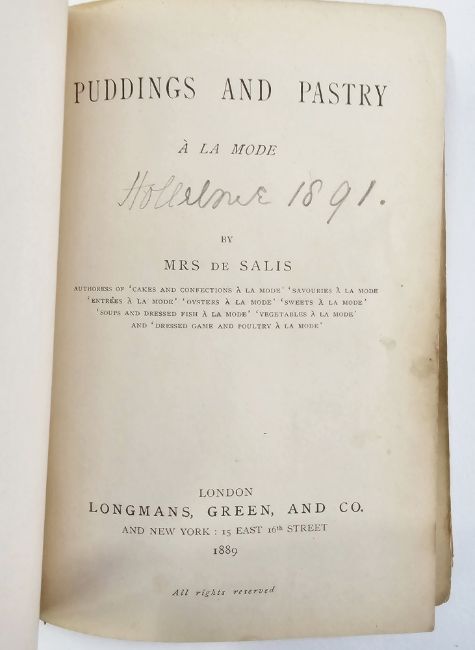 PUDDINGS AND PASTRY
À LA MODE
1891.
BY
MRS DE SALIS
AUTHORESS OF 'CAKES AND CONFECTIONS À LA MODE' 'SAVOURIES À LA MODE
'ENTRÉES À LA MODE' 'OYSTERS À LA MODE' 'SWEETS À LA MODE'
'SOUPS AND DRESSED FISH À LA MODE' 'VEGETABLES À LA MODE'
AND 'DRESSED GAME AND POULTRY À LA MODE'
LONDON
LONGMANS, GREEN, AND CO.
AND NEW YORK : 15 EAST 16th STREET
1889
All rights reserved